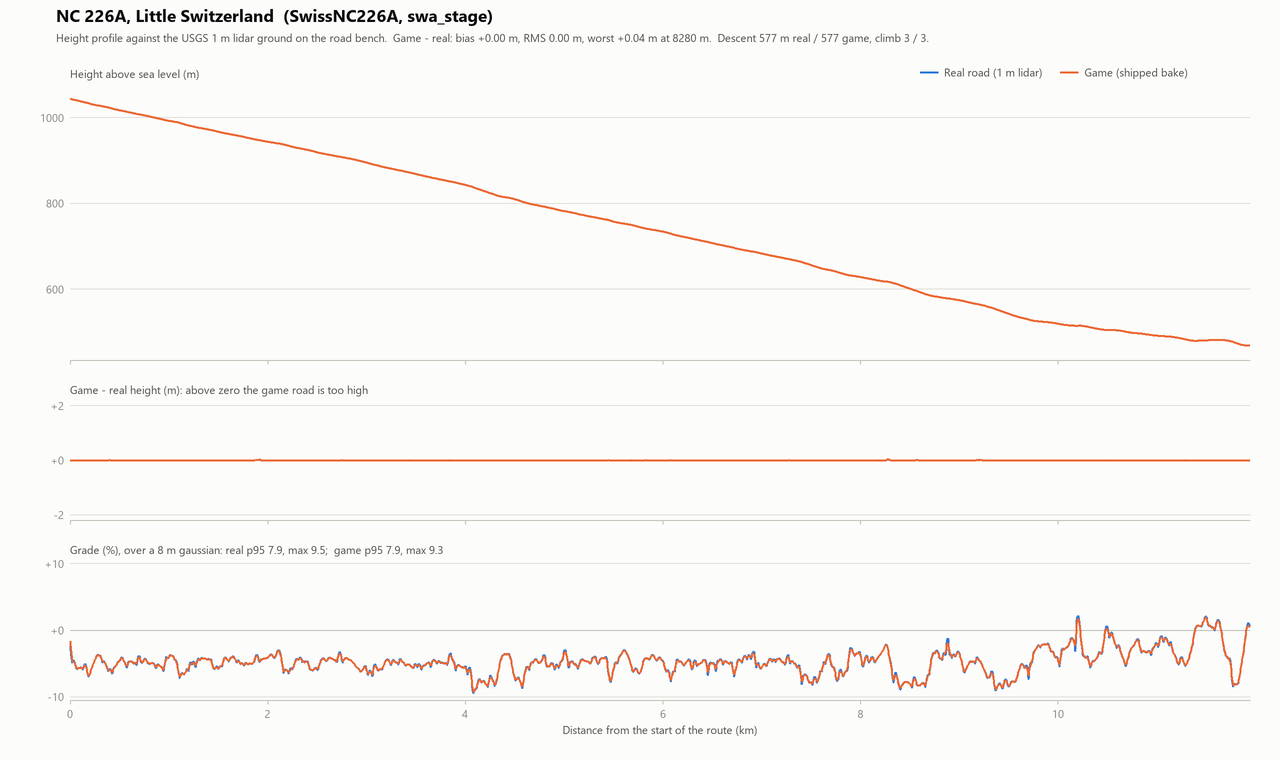 NC 226A, Little Switzerland  (SwissNC226A, swa_stage)
Height profile against the USGS 1 m lidar ground on the road bench.  Game - real: bias +0.00 m, RMS 0.00 m, worst +0.04 m at 8280 m.  Descent 577 m real / 577 game, climb 3 / 3.
Height above sea level (m)
Real road (1 m lidar)
Game (shipped bake)
1000
800
600
Game - real height (m): above zero the game road is too high
+2
+0
-2
Grade (%), over a 8 m gaussian: real p95 7.9, max 9.5;  game p95 7.9, max 9.3
+10
+0
-10
0 2 4 6 8 10
Distance from the start of the route (km)